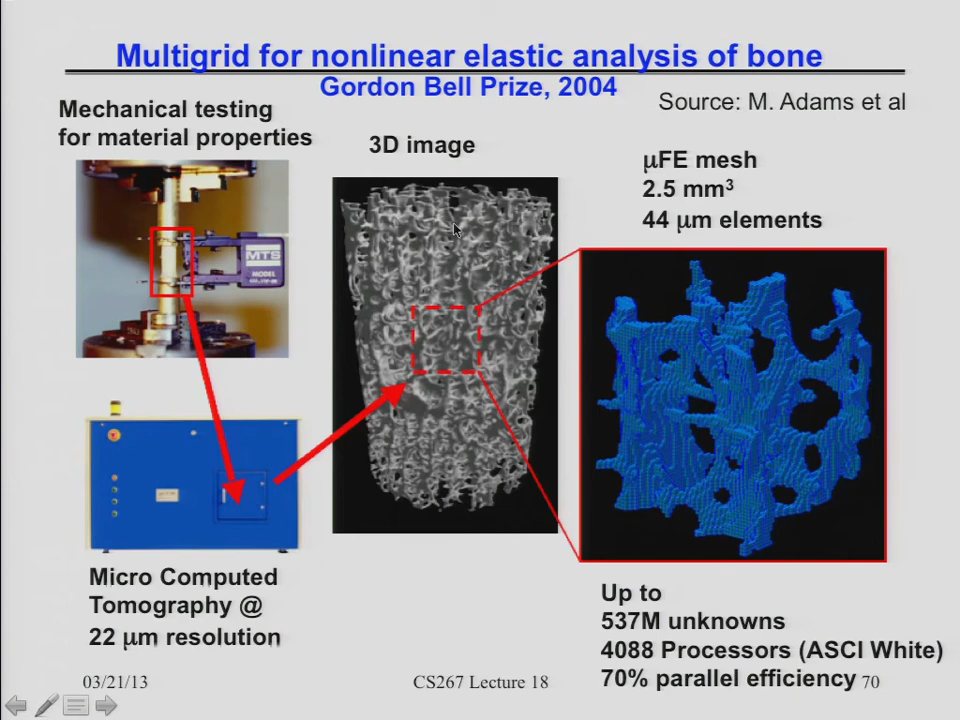 Multigrid for nonlinear elastic analysis of bone
Gordon Bell Prize, 2004
Source: M. Adams et al
Mechanical testing
for material properties
3D image
μFE mesh
2.5 mm³
44 μm elements
MTS
MODEL
Micro Computed
Tomography @
22 μm resolution
Up to
537M unknowns
4088 Processors (ASCI White)
70% parallel efficiency
03/21/13
CS267 Lecture 18
70